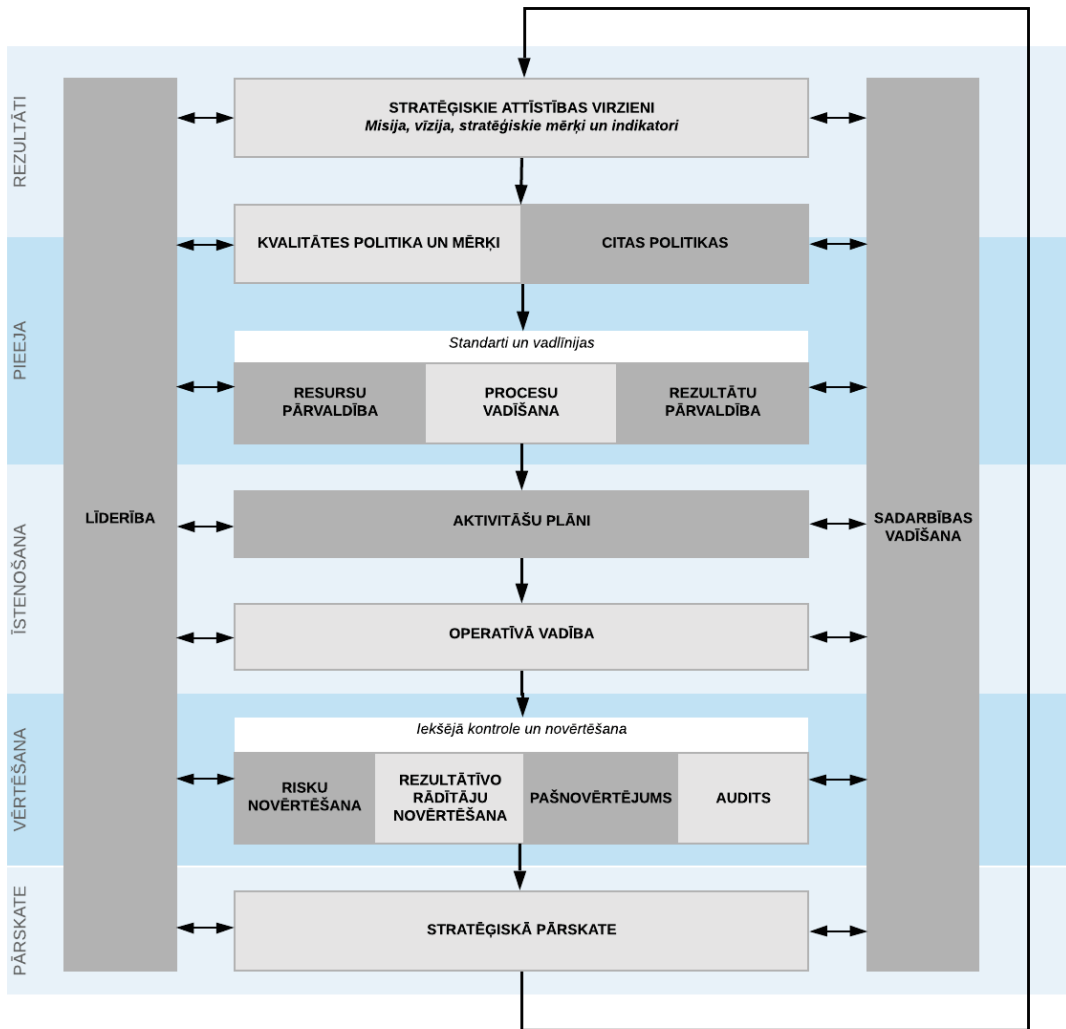 REZULTĀTI
STRATĒĢISKIE ATTĪSTĪBAS VIRZIENI
Misija, vīzija, stratéģiskie mērķi un indikatori
KVALITĀTES POLITIKA UN MĒRĶI
CITAS POLITIKAS
PIEEJA
Standarti un vadlīnijas
RESURSU
PĀRVALDĪBA
PROCESU
VADĪŠANA
REZULTĀTU
PĀRVALDĪBA
LĪDERĪBA
ĪSTENOŠANA
AKTIVITĀŠU PLĀNI
SADARBĪBAS
VADĪŠANA
OPERATĪVĀ VADĪBA
VĒRTĒŠANA
Iekšējā kontrole un novērtēšana
RISKU
NOVĒRTĒŠANA
REZULTĀTĪVO
RĀDĪTĀJU
NOVĒRTĒŠANA
PAŠNOVĒRTĒJUMS
AUDITS
PĀRSKATE
STRATĒĢISKĀ PĀRSKATE